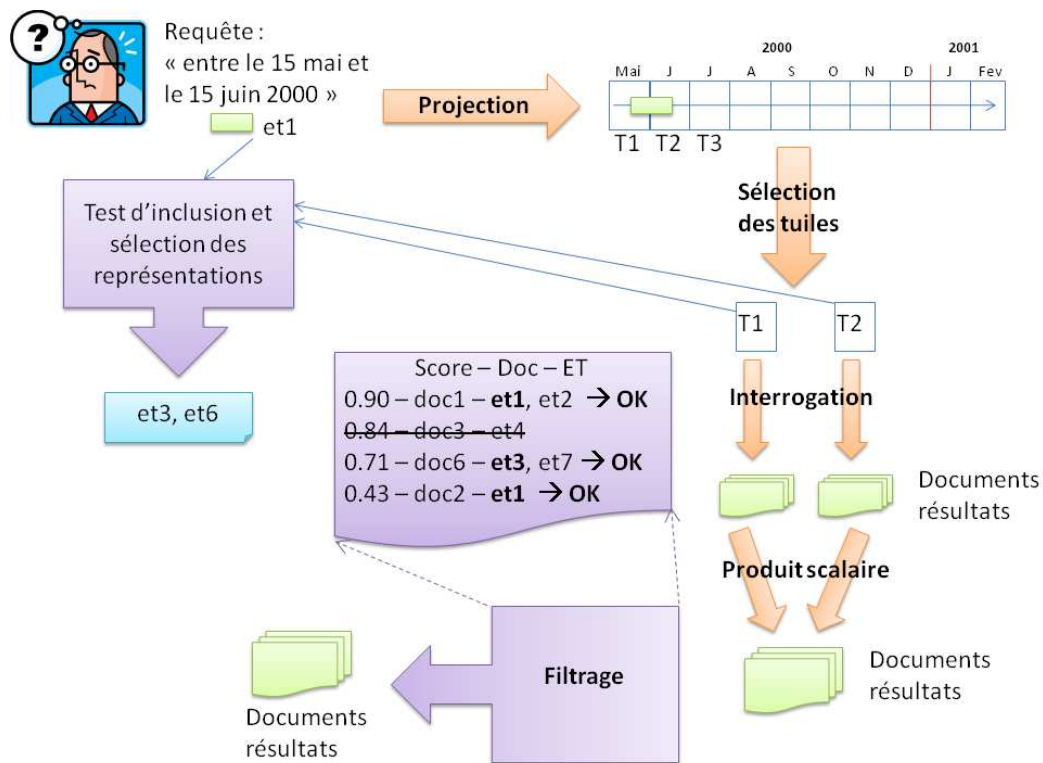 ?
Requête :
« entre le 15 mai et
le 15 juin 2000 »
et1
Projection
2000 2001
Mai J J A S O N D J Fev
T1 T2 T3
Sélection
des tuiles
Test d'inclusion et
sélection des
représentations
T1 T2
et3, et6
Score – Doc – ET
0.90 – doc1 – et1, et2 → OK
0.84 – doc3 – et4
0.71 – doc6 – et3, et7 → OK
0.43 – doc2 – et1 → OK
Interrogation
Documents
résultats
Produit scalaire
Documents
résultats
Filtrage
Documents
résultats